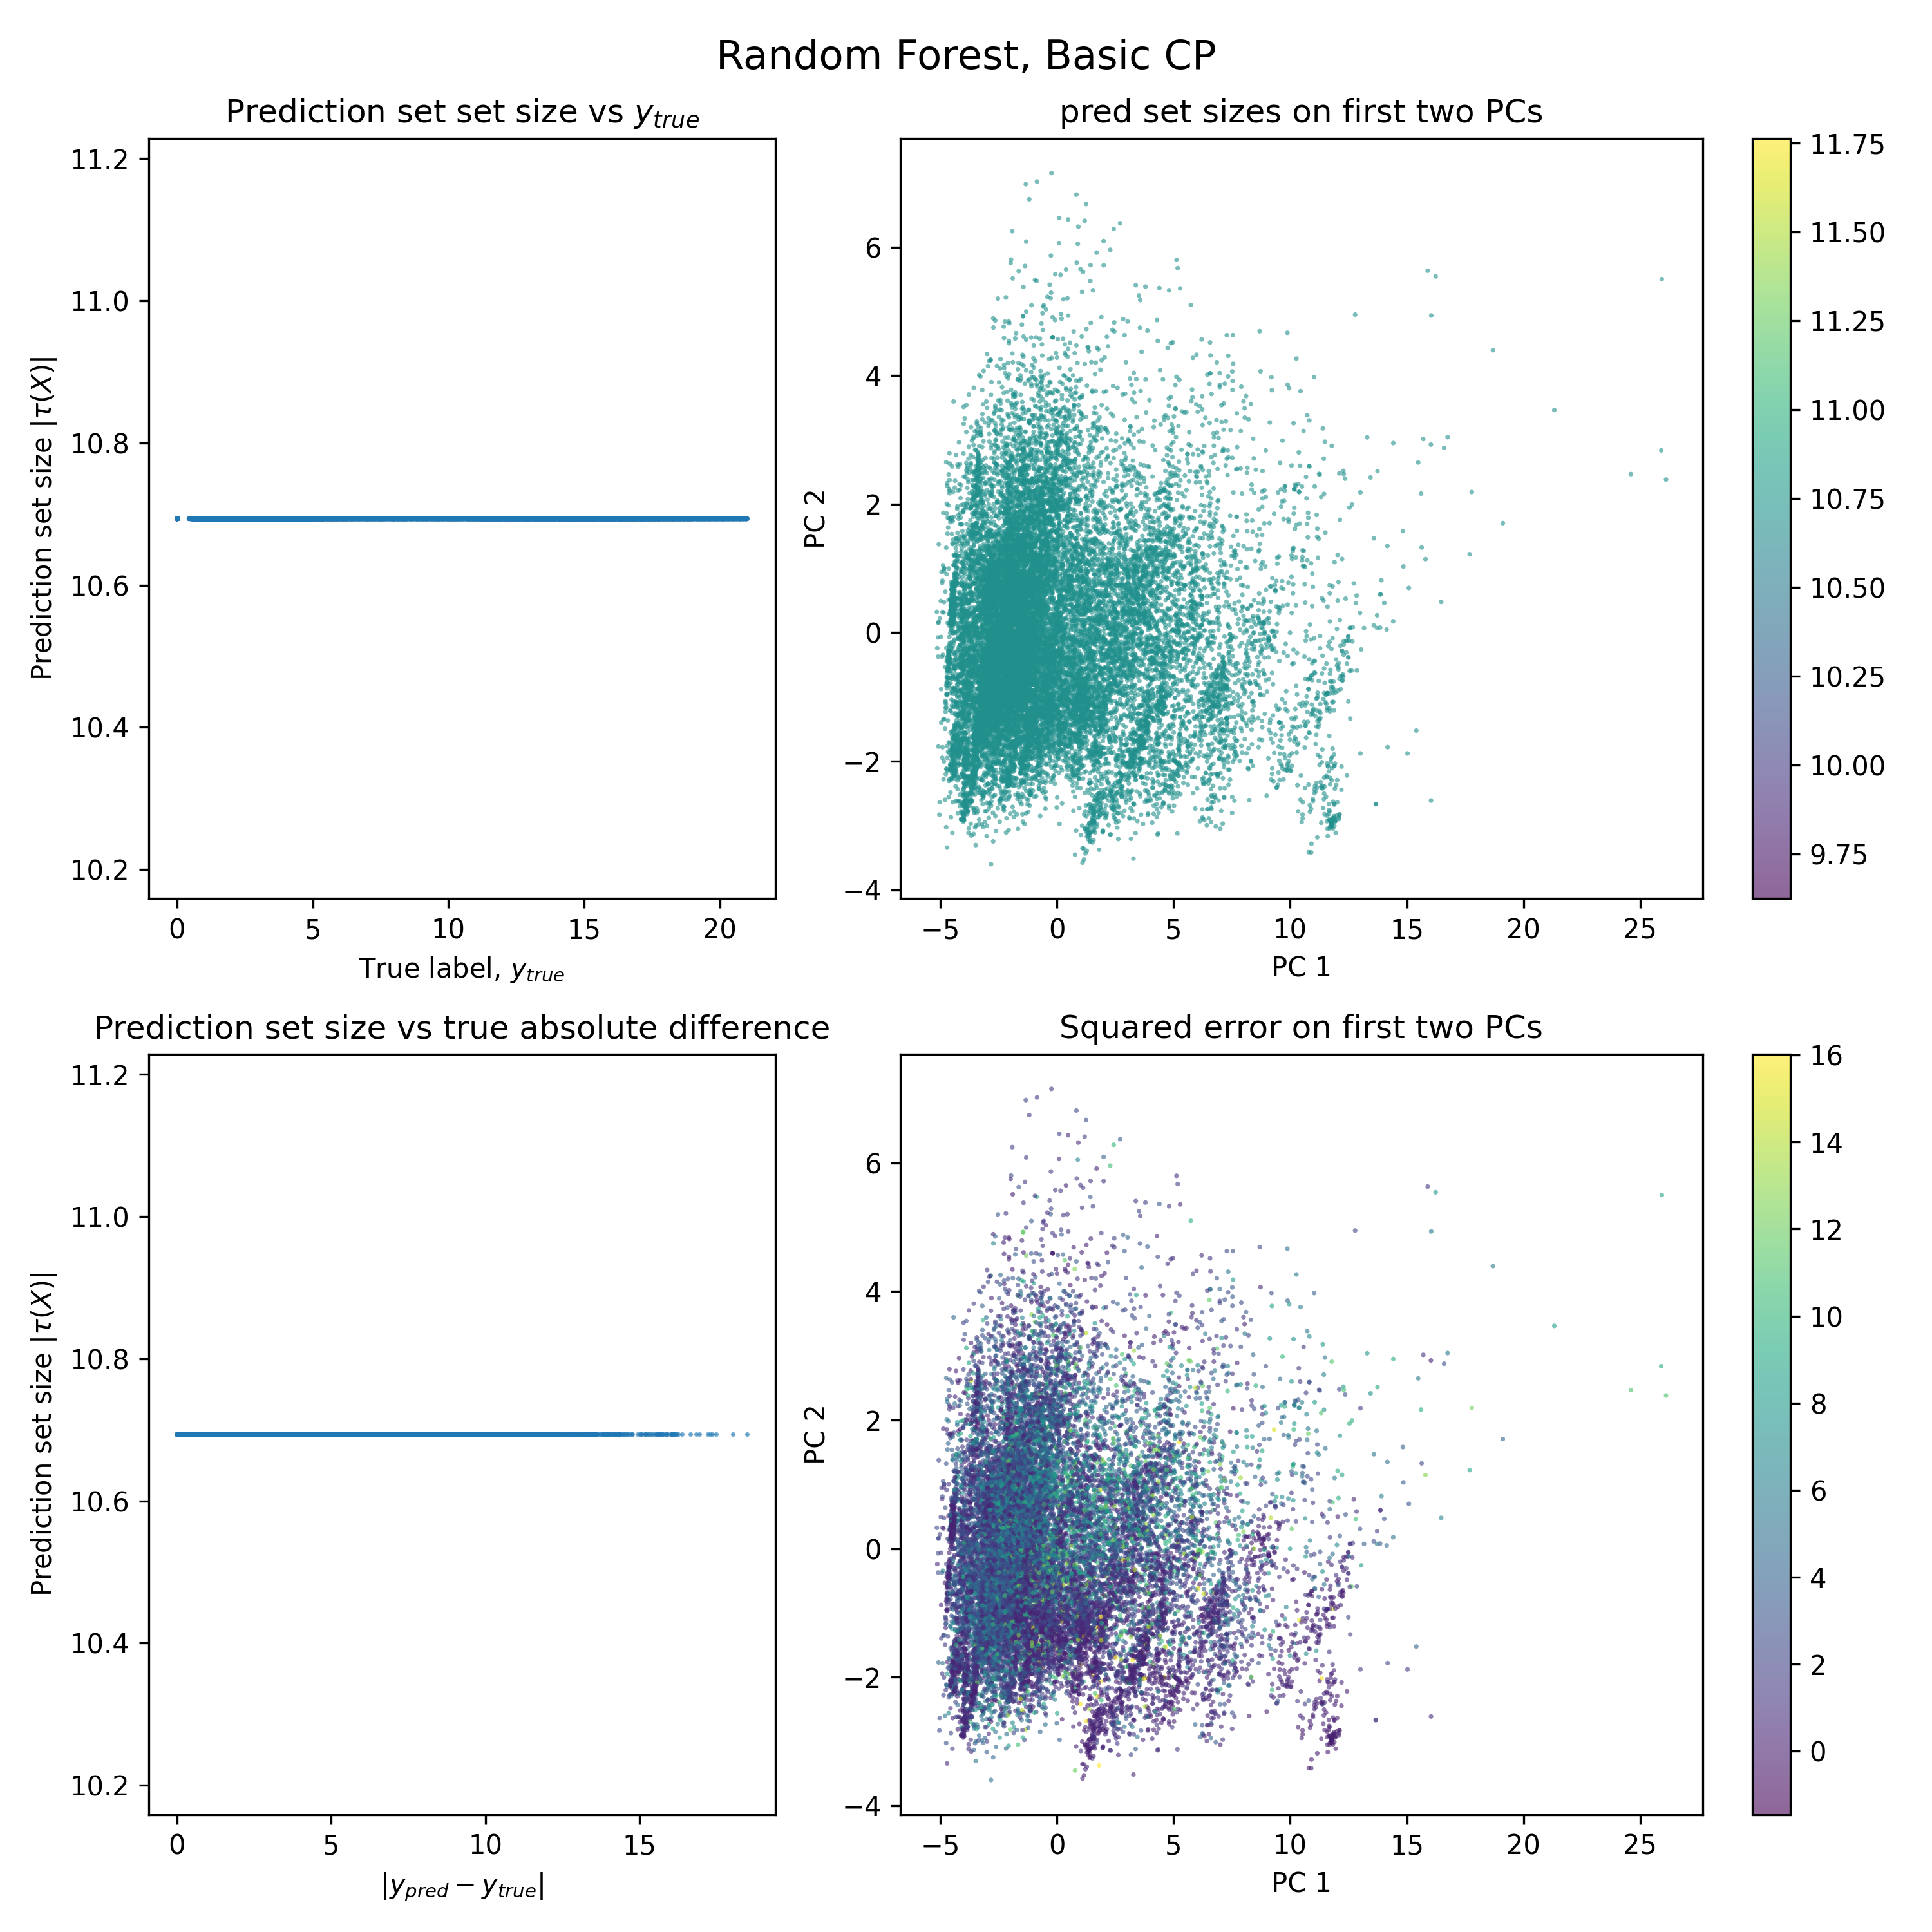 Random Forest, Basic CP
Prediction set set size vs y_true
11.2
11.0
10.8
10.6
10.4
10.2
Prediction set size |τ(X)|
0 5 10 15 20
True label, y_true
pred set sizes on first two PCs
6
4
2
0
−2
−4
PC 2
−5 0 5 10 15 20 25
PC 1
11.75
11.50
11.25
11.00
10.75
10.50
10.25
10.00
9.75
Prediction set size vs true absolute difference
11.2
11.0
10.8
10.6
10.4
10.2
Prediction set size |τ(X)|
0 5 10 15
|y_pred − y_true|
Squared error on first two PCs
6
4
2
0
−2
−4
PC 2
−5 0 5 10 15 20 25
PC 1
16
14
12
10
8
6
4
2
0